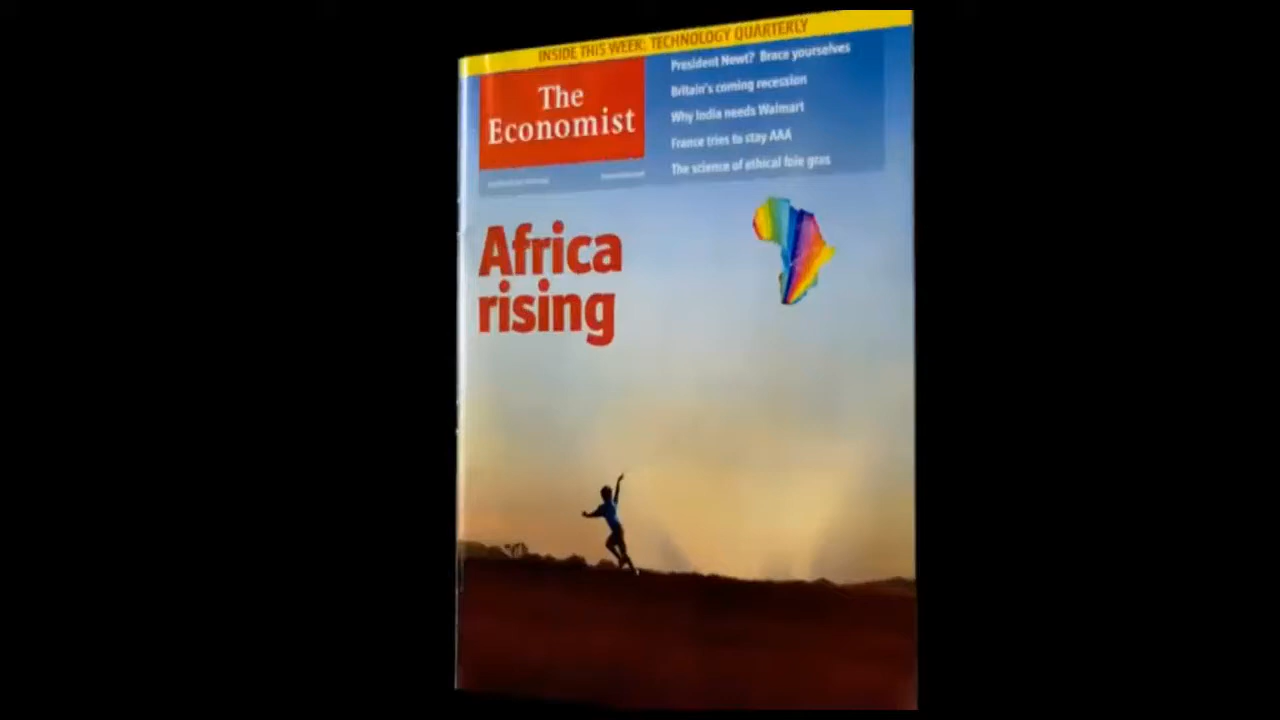 INSIDE THIS WEEK: TECHNOLOGY QUARTERLY
The
Economist
President Newt? Brace yourselves
Britain's coming recession
Why India needs Walmart
France tries to stay AAA
The science of ethical foie gras
Africa
rising